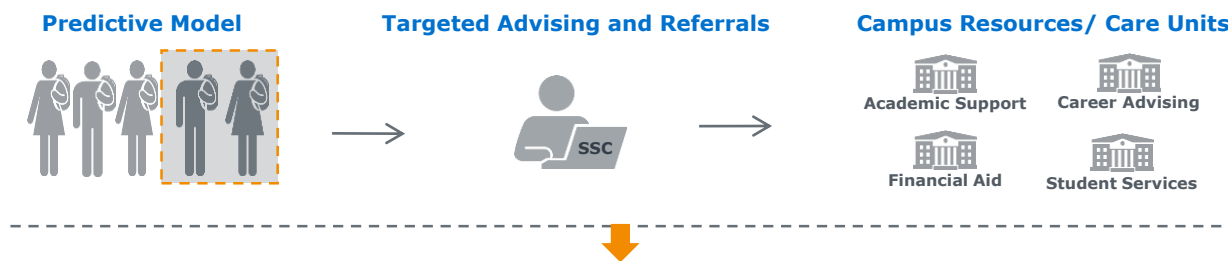 Predictive Model
Targeted Advising and Referrals
Campus Resources/ Care Units
SSC
Academic Support
Career Advising
Financial Aid
Student Services